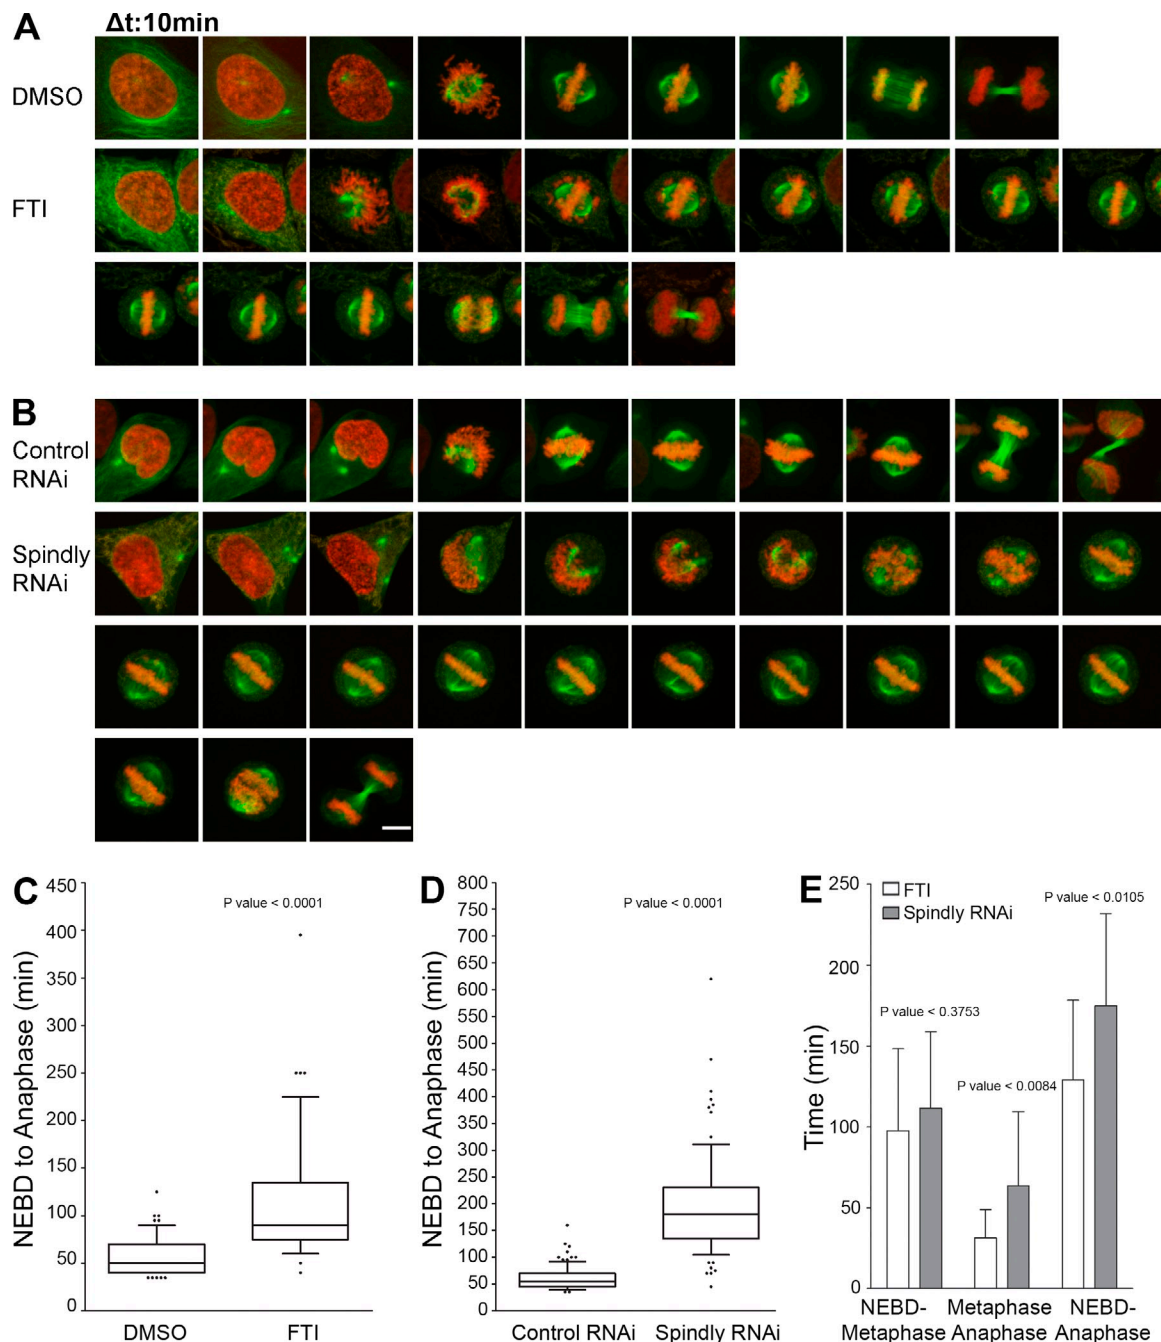 A
Δt:10min
DMSO
FTI
B
Control
RNAi
Spindly
RNAi
C
450
400
350
300
250
200
150
100
50
0
NEBD to Anaphase (min)
P value < 0.0001
DMSO
FTI
D
800
750
700
650
600
550
500
450
400
350
300
250
200
150
100
50
0
NEBD to Anaphase (min)
P value < 0.0001
Control RNAi
Spindly RNAi
E
250
200
150
100
50
0
Time (min)
FTI
Spindly RNAi
P value < 0.3753
P value < 0.0084
P value < 0.0105
NEBD-
Metaphase
Metaphase
Anaphase
NEBD-
Anaphase